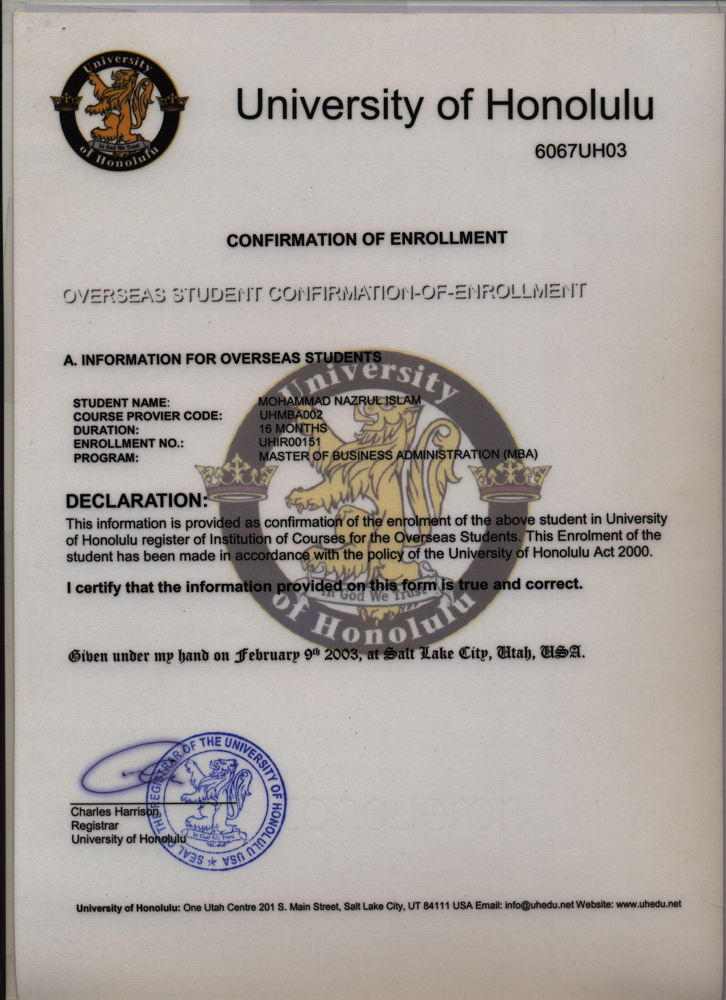 University
of Honolulu
In God We Trust
University of Honolulu
6067UH03
CONFIRMATION OF ENROLLMENT
OVERSEAS STUDENT CONFIRMATION-OF-ENROLLMENT
A. INFORMATION FOR OVERSEAS STUDENTS
University
STUDENT NAME: MOHAMMAD NAZRUL ISLAM
COURSE PROVIER CODE: UHMBA002
DURATION: 16 MONTHS
ENROLLMENT NO.: UHIR00151
PROGRAM: MASTER OF BUSINESS ADMINISTRATION (MBA)
DECLARATION:
This information is provided as confirmation of the enrolment of the above student in University
of Honolulu register of Institution of Courses for the Overseas Students. This Enrolment of the
student has been made in accordance with the policy of the University of Honolulu Act 2000.
I certify that the information provided on this form is true and correct.
In God We Trust
of Honolulu
Given under my hand on February 9th 2003, at Salt Lake City, Utah, USA.
SEAL OF THE REGISTRAR OF THE UNIVERSITY OF HONOLULU USA
In God We Trust
Charles Harrison
Registrar
University of Honolulu
University of Honolulu: One Utah Centre 201 S. Main Street, Salt Lake City, UT 84111 USA Email: info@uhedu.net Website: www.uhedu.net